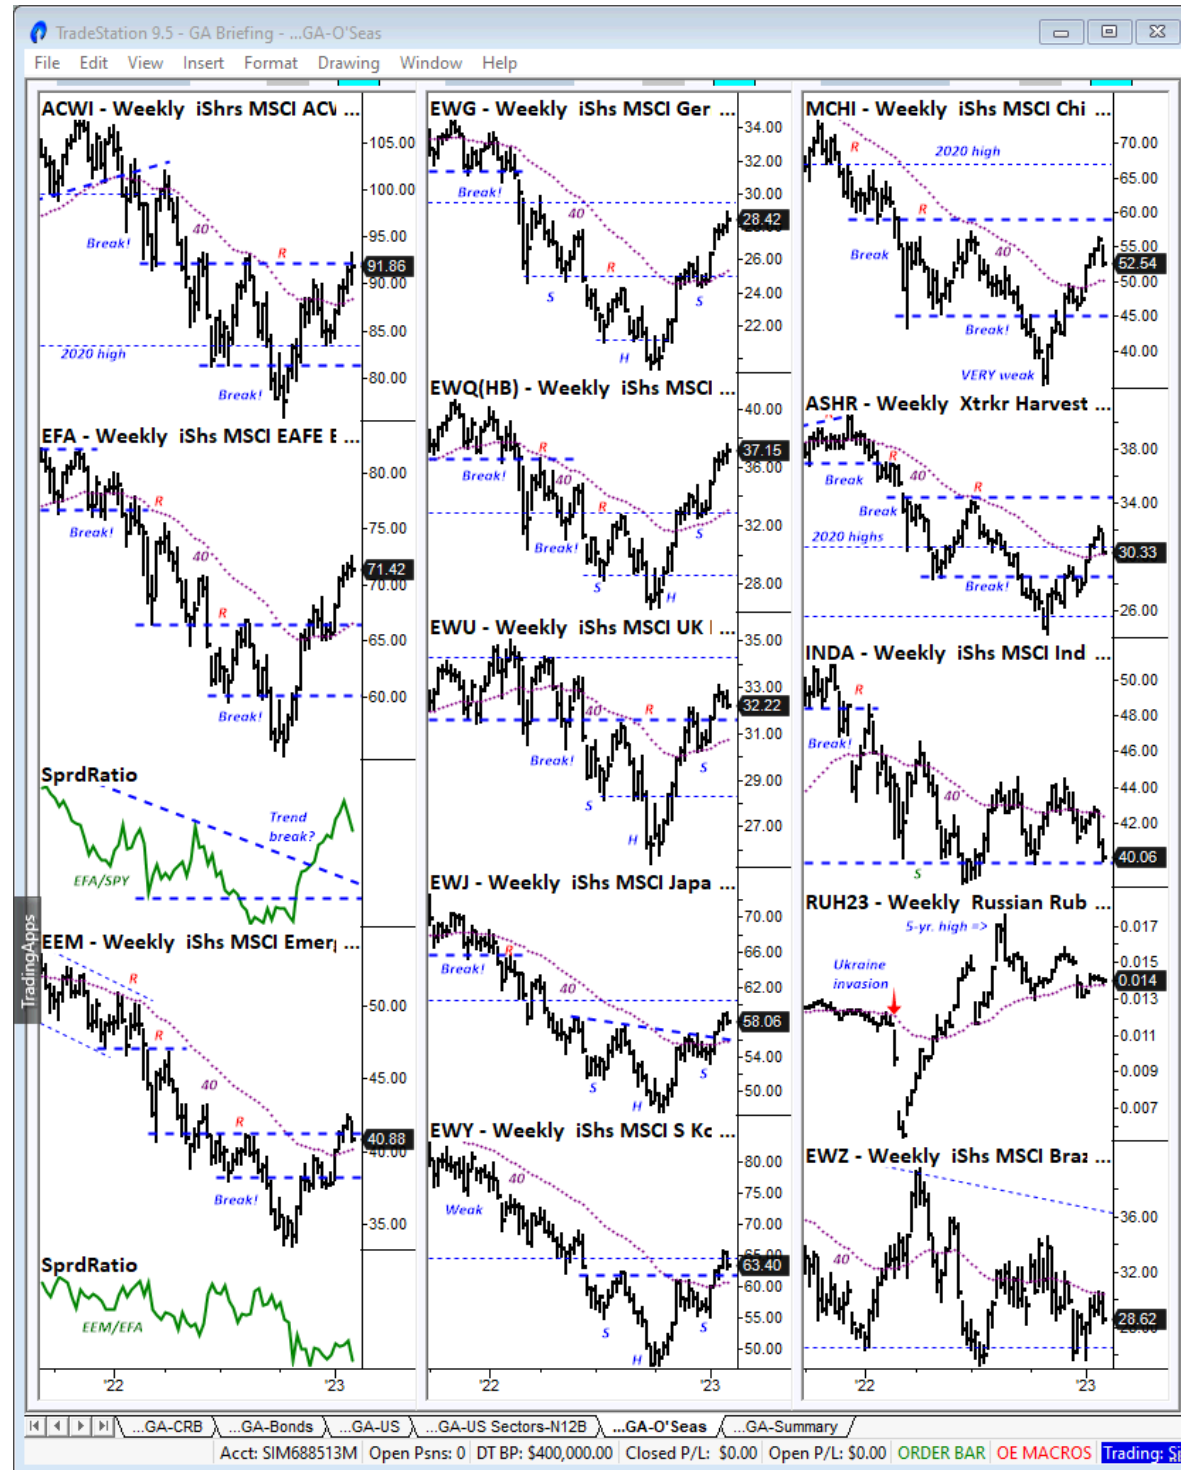 TradeStation 9.5 - GA Briefing - ...GA-O'Seas
File Edit View Insert Format Drawing Window Help
ACWI - Weekly iShrs MSCI ACV ...
105.00
100.00
95.00
91.86
90.00
85.00
80.00
Break!
40
R
2020 high
Break!
EFA - Weekly iShs MSCI EAFE E ...
80.00
75.00
71.42
70.00
65.00
60.00
Break!
R
40
R
Break!
SprdRatio
Trend
break?
EFA/SPY
EEM - Weekly iShs MSCI Emer ...
50.00
45.00
40.88
40.00
35.00
R
R
40
R
Break!
SprdRatio
EEM/EFA
'22 '23
EWG - Weekly iShs MSCI Ger ...
34.00
32.00
30.00
28.42
26.00
24.00
22.00
Break!
40
R
S
S
H
EWQ(HB) - Weekly iShs MSCI ...
40.00
37.15
36.00
32.00
28.00
R
Break!
40
R
Break!
S
S
H
EWU - Weekly iShs MSCI UK ...
35.00
33.00
32.22
31.00
29.00
27.00
40
R
Break!
S
S
H
EWJ - Weekly iShs MSCI Japa ...
70.00
66.00
62.00
58.06
54.00
50.00
R
Break!
40
S
S
H
EWY - Weekly iShs MSCI S Kc ...
80.00
75.00
70.00
65.00
63.40
60.00
55.00
50.00
40
Weak
S
S
H
'22 '23
MCHI - Weekly iShs MSCI Chi ...
70.00
65.00
60.00
55.00
52.54
50.00
45.00
40.00
R
2020 high
R
Break
40
Break!
VERY weak
ASHR - Weekly Xtrkr Harvest ...
38.00
34.00
30.33
26.00
R
R
Break
40
R
Break
2020 highs
Break!
INDA - Weekly iShs MSCI Ind ...
50.00
48.00
46.00
44.00
42.00
40.06
R
Break!
40
S
RUH23 - Weekly Russian Rub ...
5-yr. high =>
Ukraine
invasion
0.017
0.015
0.014
0.013
0.011
0.009
0.007
EWZ - Weekly iShs MSCI Braz ...
36.00
32.00
28.62
28.00
40
'22 '23
TradingApps
...GA-CRB ...GA-Bonds ...GA-US ...GA-US Sectors-N12B ...GA-O'Seas ...GA-Summary
Acct: SIM688513M Open Psns: 0 DT BP: $400,000.00 Closed P/L: $0.00 Open P/L: $0.00 ORDER BAR OE MACROS Trading: